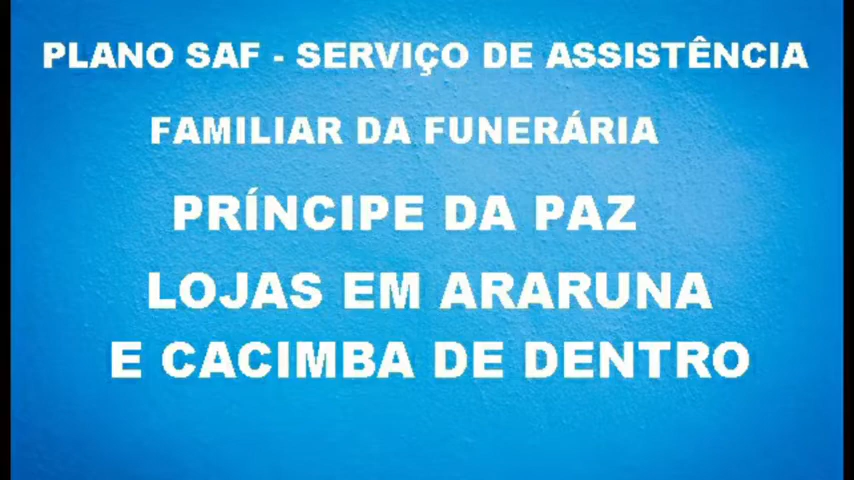 PLANO SAF - SERVIÇO DE ASSISTÊNCIA
FAMILIAR DA FUNERÁRIA
PRÍNCIPE DA PAZ
LOJAS EM ARARUNA
E CACIMBA DE DENTRO